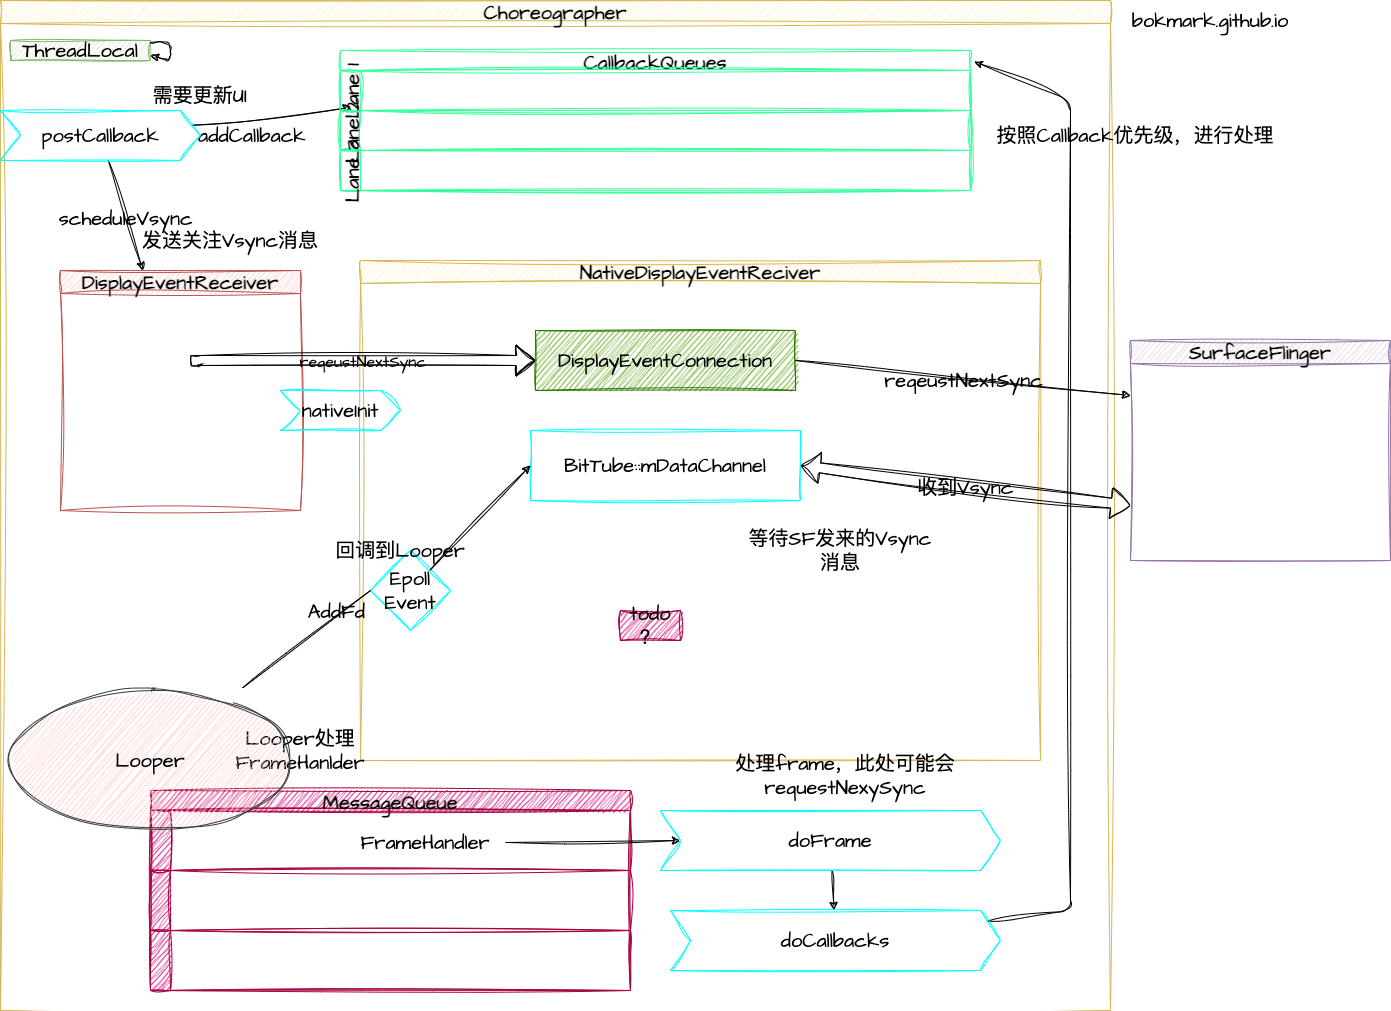 Choreographer
bokmark.github.io
ThreadLocal
CallbackQueues
Lane 1
Lane 2
Lane 3
需要更新UI
postCallback
addCallback
按照Callback优先级，进行处理
scheduleVsync
发送关注Vsync消息
DisplayEventReceiver
NativeDisplayEventReciver
reqeustNextSync
DisplayEventConnection
SurfaceFlinger
reqeustNextSync
nativeInit
BitTube::mDataChannel
收到Vsync
等待SF发来的Vsync
消息
回调到Looper
Epoll
Event
AddFd
todo
?
Looper
Looper处理
FrameHanlder
处理frame，此处可能会
requestNexySync
MessageQueue
FrameHandler
doFrame
doCallbacks